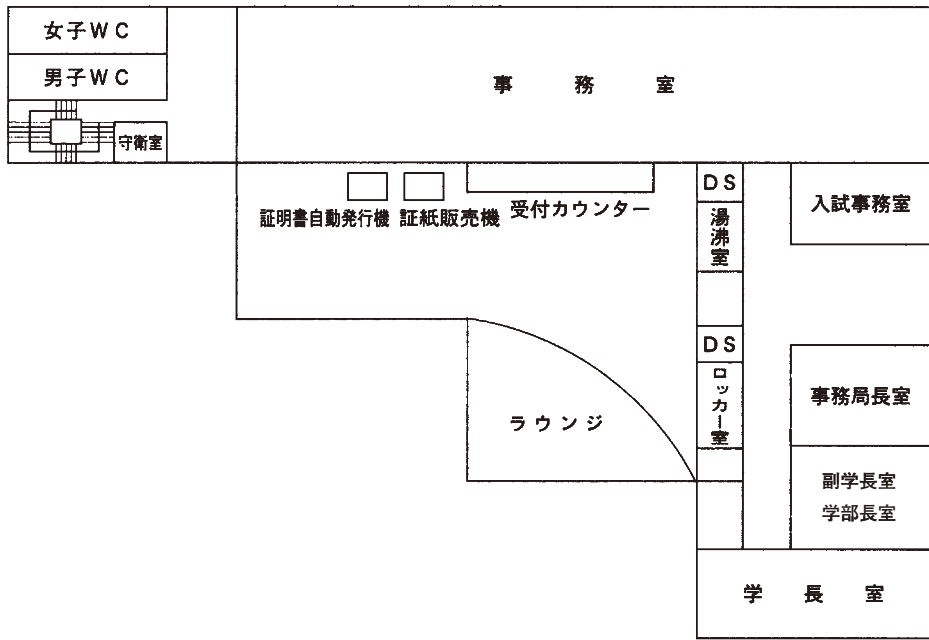 女子WC
男子WC
守衛室
事務室
証明書自動発行機
証紙販売機
受付カウンター
DS
湯沸室
入試事務室
DS
ロッカー室
事務局長室
ラウンジ
副学長室
学部長室
学長室